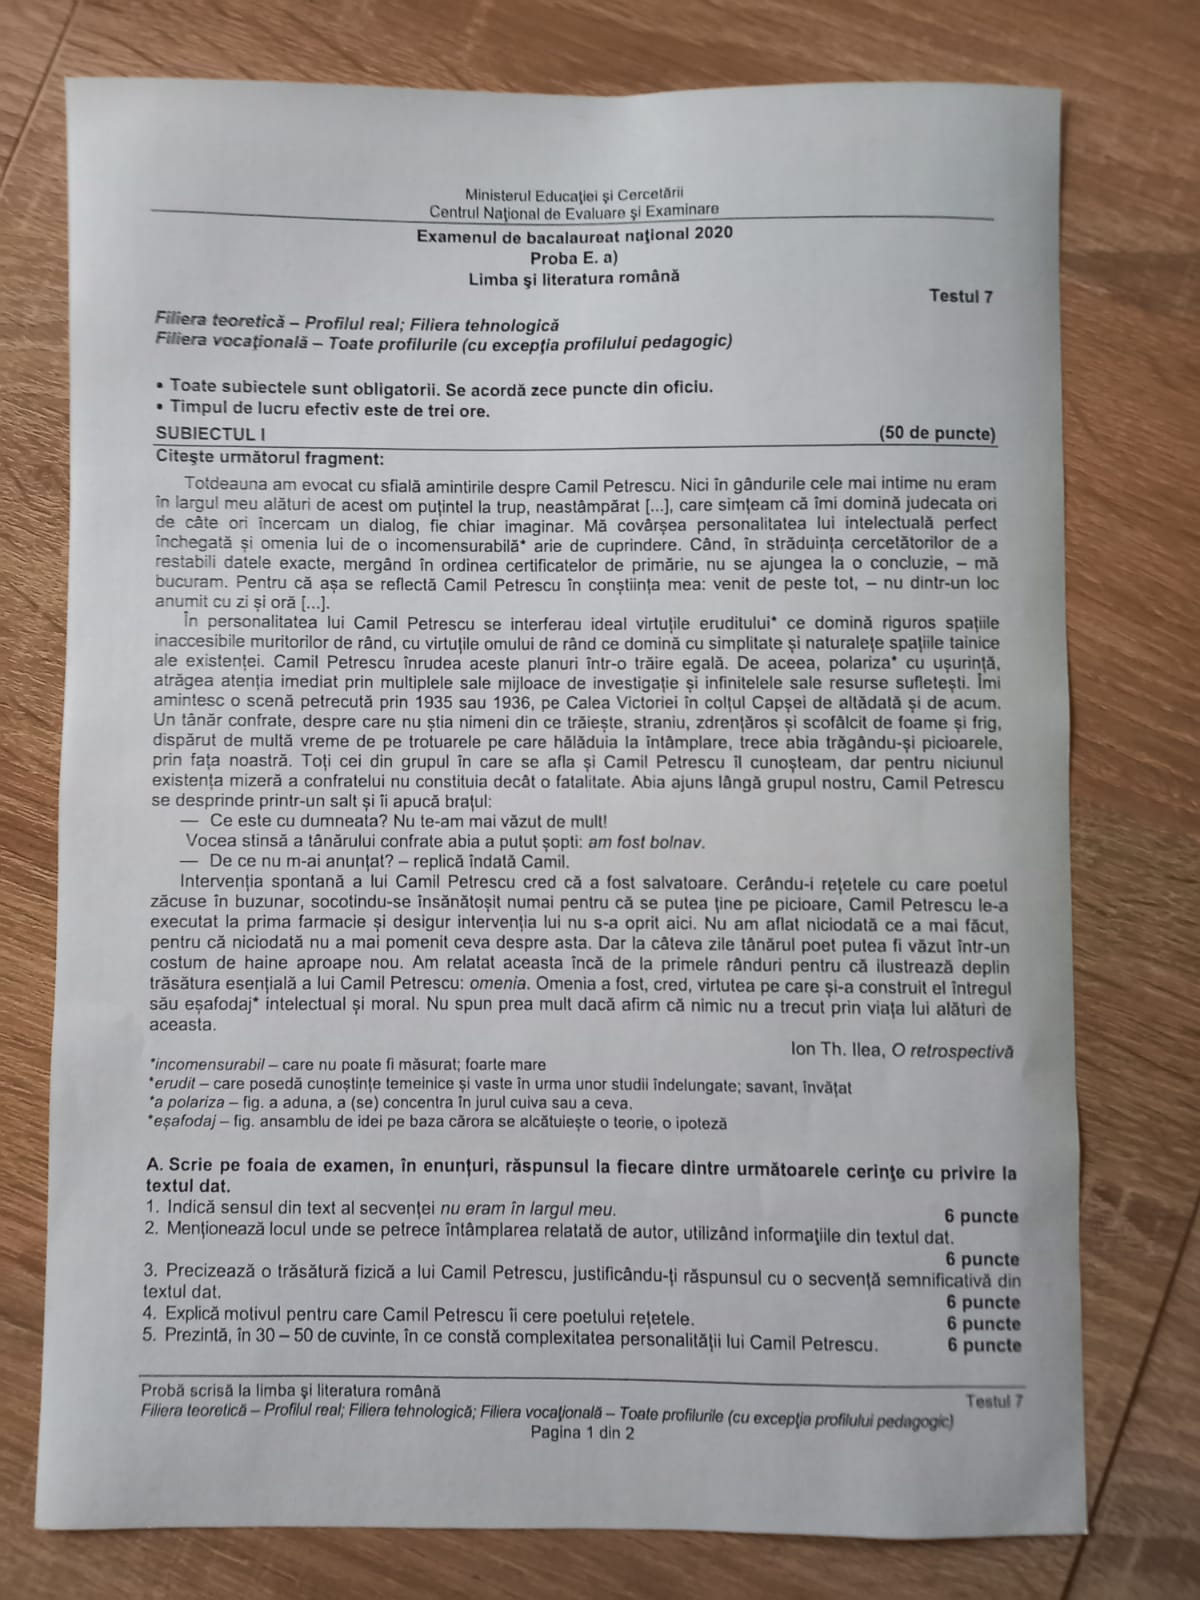 Ministerul Educaţiei și Cercetării
Centrul Naţional de Evaluare şi Examinare
Examenul de bacalaureat naţional 2020
Proba E. a)
Limba şi literatura română
Testul 7
Filiera teoretică – Profilul real; Filiera tehnologică
Filiera vocaţională – Toate profilurile (cu excepţia profilului pedagogic)
• Toate subiectele sunt obligatorii. Se acordă zece puncte din oficiu.
• Timpul de lucru efectiv este de trei ore.
SUBIECTUL I (50 de puncte)
Citeşte următorul fragment:
Totdeauna am evocat cu sfială amintirile despre Camil Petrescu. Nici în gândurile cele mai intime nu eram
în largul meu alături de acest om puțintel la trup, neastâmpărat [...], care simțeam că îmi domină judecata ori
de câte ori încercam un dialog, fie chiar imaginar. Mă covârșea personalitatea lui intelectuală perfect
închegată și omenia lui de o incomensurabilă* arie de cuprindere. Când, în străduința cercetătorilor de a
restabili datele exacte, mergând în ordinea certificatelor de primărie, nu se ajungea la o concluzie, – mă
bucuram. Pentru că așa se reflectă Camil Petrescu în conștiința mea: venit de peste tot, – nu dintr-un loc
anumit cu zi și oră [...].
În personalitatea lui Camil Petrescu se interferau ideal virtuțile eruditului* ce domină riguros spațiile
inaccesibile muritorilor de rând, cu virtuțile omului de rând ce domină cu simplitate și naturalețe spațiile tainice
ale existenței. Camil Petrescu înrudea aceste planuri într-o trăire egală. De aceea, polariza* cu ușurință,
atrăgea atenția imediat prin multiplele sale mijloace de investigație și infinitelele sale resurse sufletești. Îmi
amintesc o scenă petrecută prin 1935 sau 1936, pe Calea Victoriei în colțul Capșei de altădată și de acum.
Un tânăr confrate, despre care nu știa nimeni din ce trăiește, straniu, zdrențăros și scofâlcit de foame și frig,
dispărut de multă vreme de pe trotuarele pe care hălăduia la întâmplare, trece abia trăgându-și picioarele,
prin fața noastră. Toți cei din grupul în care se afla și Camil Petrescu îl cunoșteam, dar pentru niciunul
existența mizeră a confratelui nu constituia decât o fatalitate. Abia ajuns lângă grupul nostru, Camil Petrescu
se desprinde printr-un salt și îi apucă brațul:
— Ce este cu dumneata? Nu te-am mai văzut de mult!
Vocea stinsă a tânărului confrate abia a putut șopti: am fost bolnav.
— De ce nu m-ai anunțat? – replică îndată Camil.
Intervenția spontană a lui Camil Petrescu cred că a fost salvatoare. Cerându-i rețetele cu care poetul
zăcuse în buzunar, socotindu-se însănătoșit numai pentru că se putea ține pe picioare, Camil Petrescu le-a
executat la prima farmacie și desigur intervenția lui nu s-a oprit aici. Nu am aflat niciodată ce a mai făcut,
pentru că niciodată nu a mai pomenit ceva despre asta. Dar la câteva zile tânărul poet putea fi văzut într-un
costum de haine aproape nou. Am relatat aceasta încă de la primele rânduri pentru că ilustrează deplin
trăsătura esențială a lui Camil Petrescu: omenia. Omenia a fost, cred, virtutea pe care și-a construit el întregul
său eșafodaj* intelectual și moral. Nu spun prea mult dacă afirm că nimic nu a trecut prin viața lui alături de
aceasta.
Ion Th. Ilea, O retrospectivă
*incomensurabil – care nu poate fi măsurat; foarte mare
*erudit – care posedă cunoștințe temeinice și vaste în urma unor studii îndelungate; savant, învățat
*a polariza – fig. a aduna, a (se) concentra în jurul cuiva sau a ceva.
*eșafodaj – fig. ansamblu de idei pe baza cărora se alcătuiește o teorie, o ipoteză
A. Scrie pe foaia de examen, în enunțuri, răspunsul la fiecare dintre următoarele cerinţe cu privire la
textul dat.
1. Indică sensul din text al secvenței nu eram în largul meu. 6 puncte
2. Menționează locul unde se petrece întâmplarea relatată de autor, utilizând informaţiile din textul dat.
6 puncte
3. Precizează o trăsătură fizică a lui Camil Petrescu, justificându-ți răspunsul cu o secvență semnificativă din
textul dat. 6 puncte
4. Explică motivul pentru care Camil Petrescu îi cere poetului rețetele. 6 puncte
5. Prezintă, în 30 – 50 de cuvinte, în ce constă complexitatea personalității lui Camil Petrescu. 6 puncte
Probă scrisă la limba şi literatura română Testul 7
Filiera teoretică – Profilul real; Filiera tehnologică; Filiera vocaţională – Toate profilurile (cu excepţia profilului pedagogic)
Pagina 1 din 2